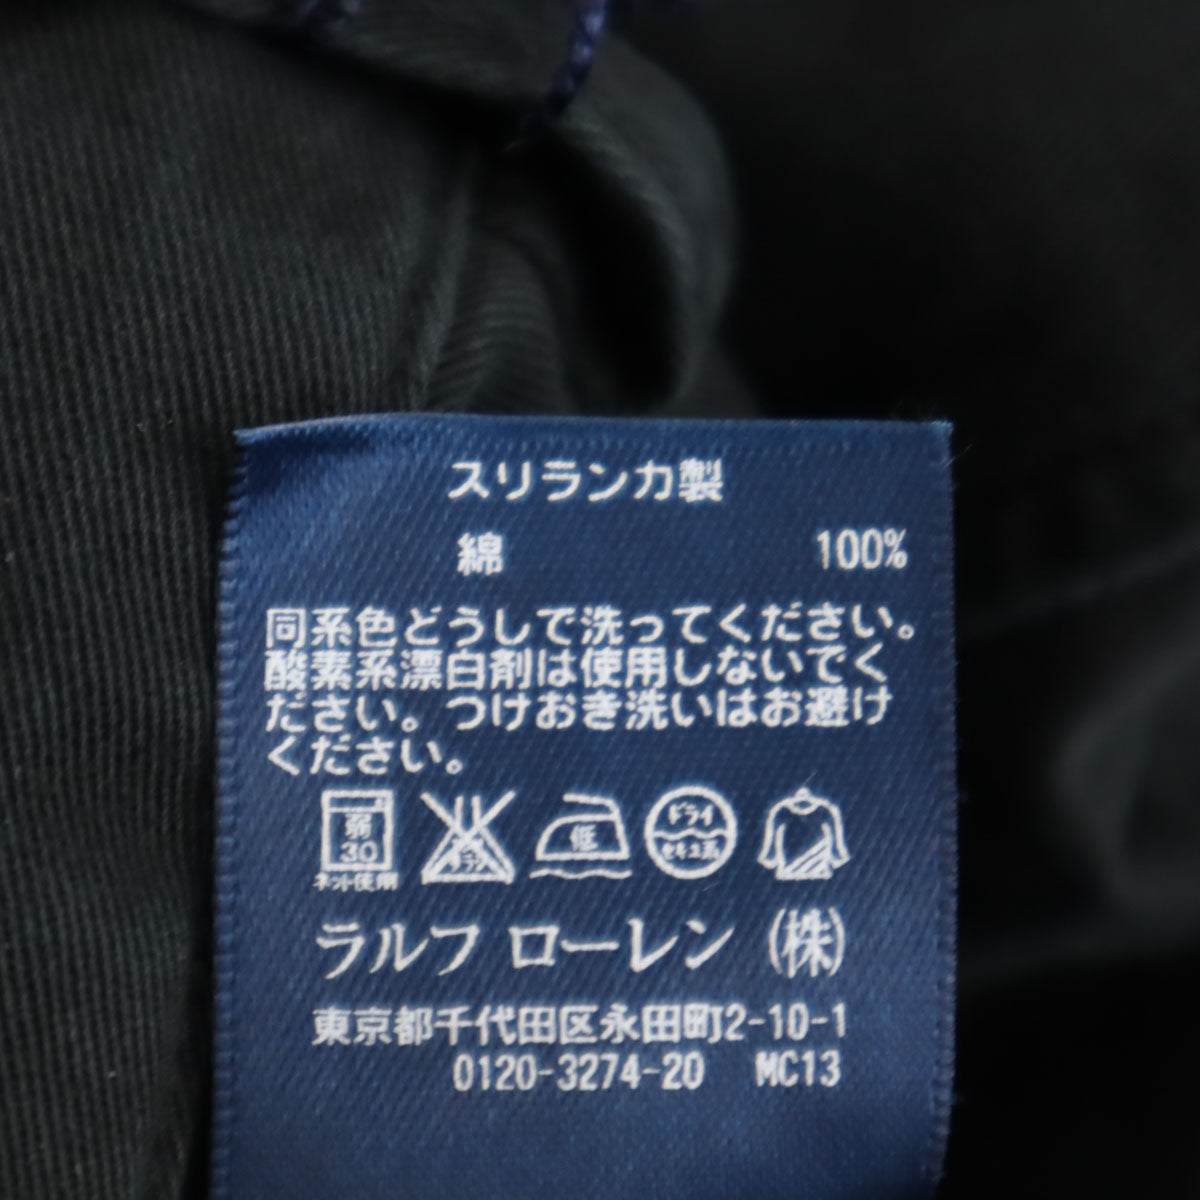 スリランカ製
綿 100%
同系色どうしで洗ってください。
酸素系漂白剤は使用しないでく
ださい。つけおき洗いはお避け
ください。
弱
30
ネット使用
低
ドライ
セキユ系
ラルフ ローレン (株)
東京都千代田区永田町2-10-1
0120-3274-20 MC13